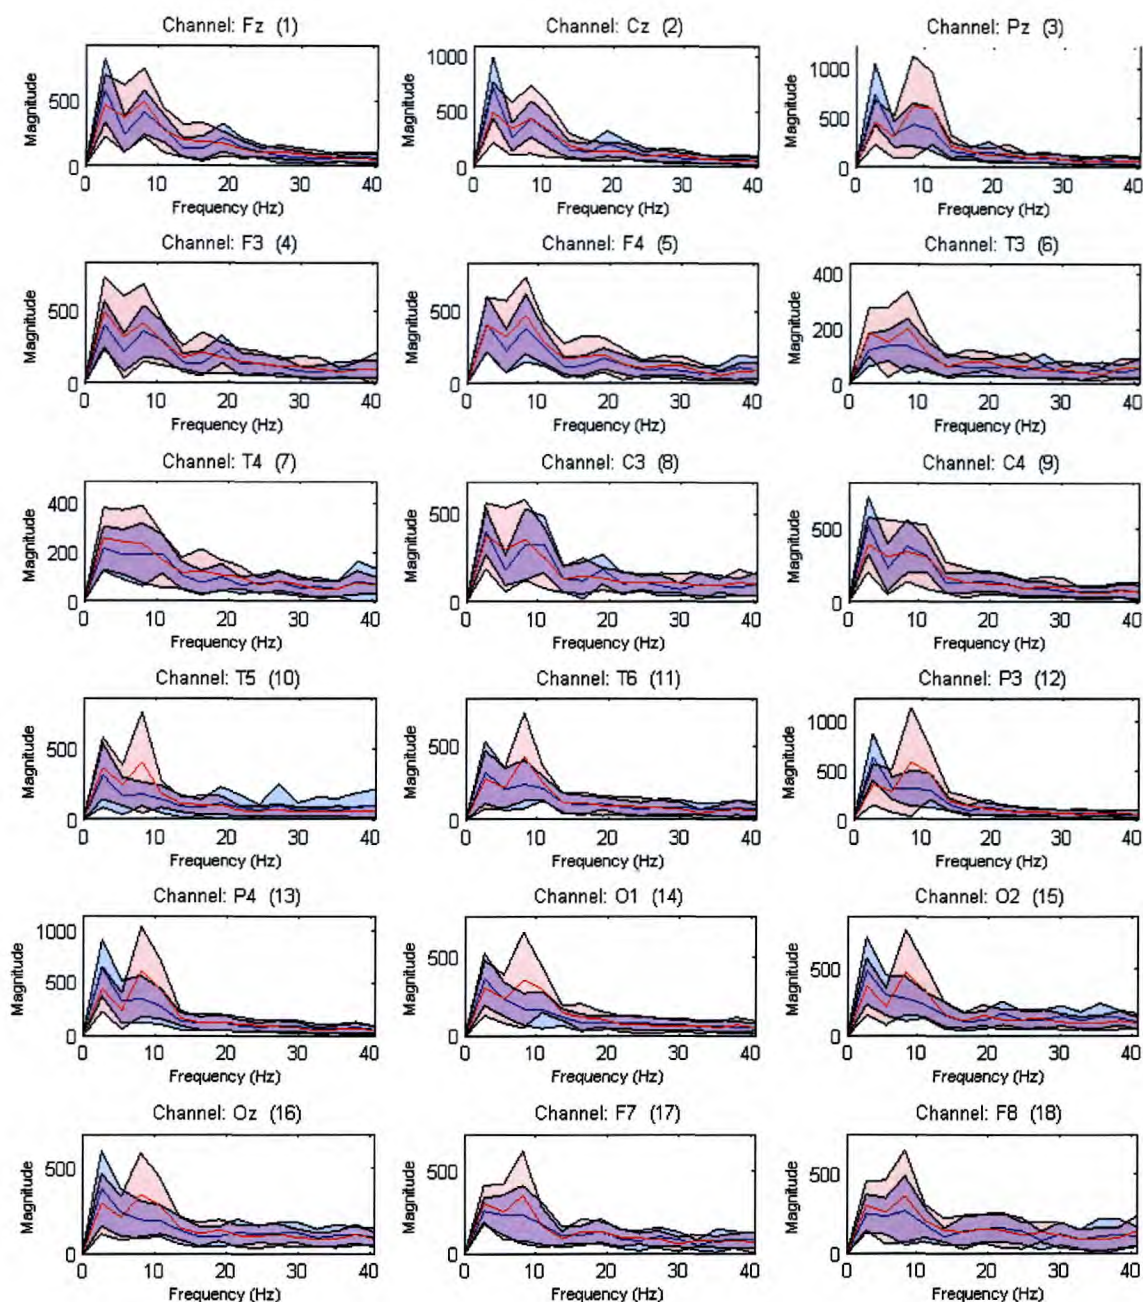 Channel: Fz (1)
Magnitude
500
0
0 10 20 30 40
Frequency (Hz)
Channel: Cz (2)
Magnitude
1000
500
0
0 10 20 30 40
Frequency (Hz)
Channel: Pz (3)
Magnitude
1000
500
0
0 10 20 30 40
Frequency (Hz)
Channel: F3 (4)
Magnitude
500
0
0 10 20 30 40
Frequency (Hz)
Channel: F4 (5)
Magnitude
500
0
0 10 20 30 40
Frequency (Hz)
Channel: T3 (6)
Magnitude
400
200
0
0 10 20 30 40
Frequency (Hz)
Channel: T4 (7)
Magnitude
400
200
0
0 10 20 30 40
Frequency (Hz)
Channel: C3 (8)
Magnitude
500
0
0 10 20 30 40
Frequency (Hz)
Channel: C4 (9)
Magnitude
500
0
0 10 20 30 40
Frequency (Hz)
Channel: T5 (10)
Magnitude
500
0
0 10 20 30 40
Frequency (Hz)
Channel: T6 (11)
Magnitude
500
0
0 10 20 30 40
Frequency (Hz)
Channel: P3 (12)
Magnitude
1000
500
0
0 10 20 30 40
Frequency (Hz)
Channel: P4 (13)
Magnitude
1000
500
0
0 10 20 30 40
Frequency (Hz)
Channel: O1 (14)
Magnitude
500
0
0 10 20 30 40
Frequency (Hz)
Channel: O2 (15)
Magnitude
500
0
0 10 20 30 40
Frequency (Hz)
Channel: Oz (16)
Magnitude
500
0
0 10 20 30 40
Frequency (Hz)
Channel: F7 (17)
Magnitude
500
0
0 10 20 30 40
Frequency (Hz)
Channel: F8 (18)
Magnitude
500
0
0 10 20 30 40
Frequency (Hz)